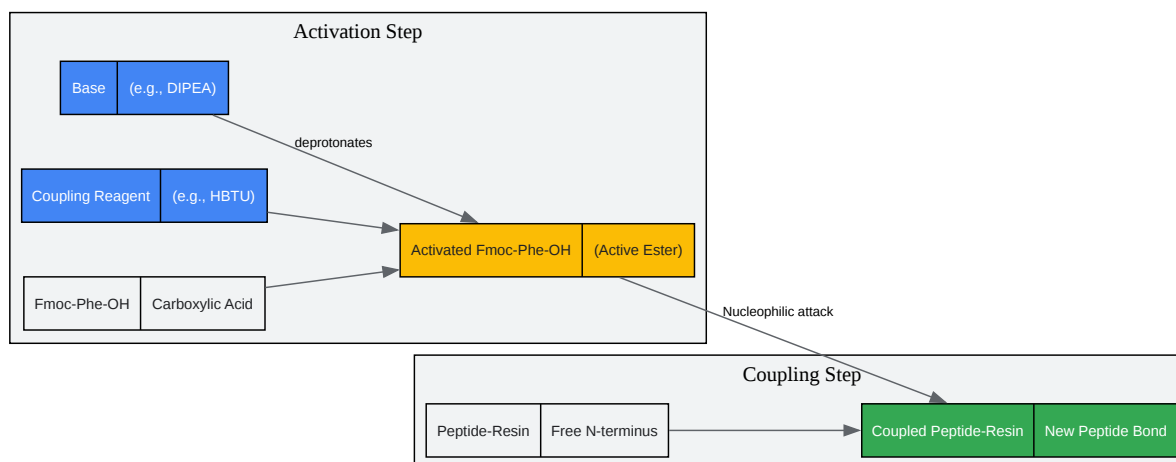 Activation Step
Base (e.g., DIPEA)
deprotonates
Coupling Reagent (e.g., HBTU)
Activated Fmoc-Phe-OH (Active Ester)
Fmoc-Phe-OH Carboxylic Acid
Nucleophilic attack
Coupling Step
Peptide-Resin Free N-terminus
Coupled Peptide-Resin New Peptide Bond